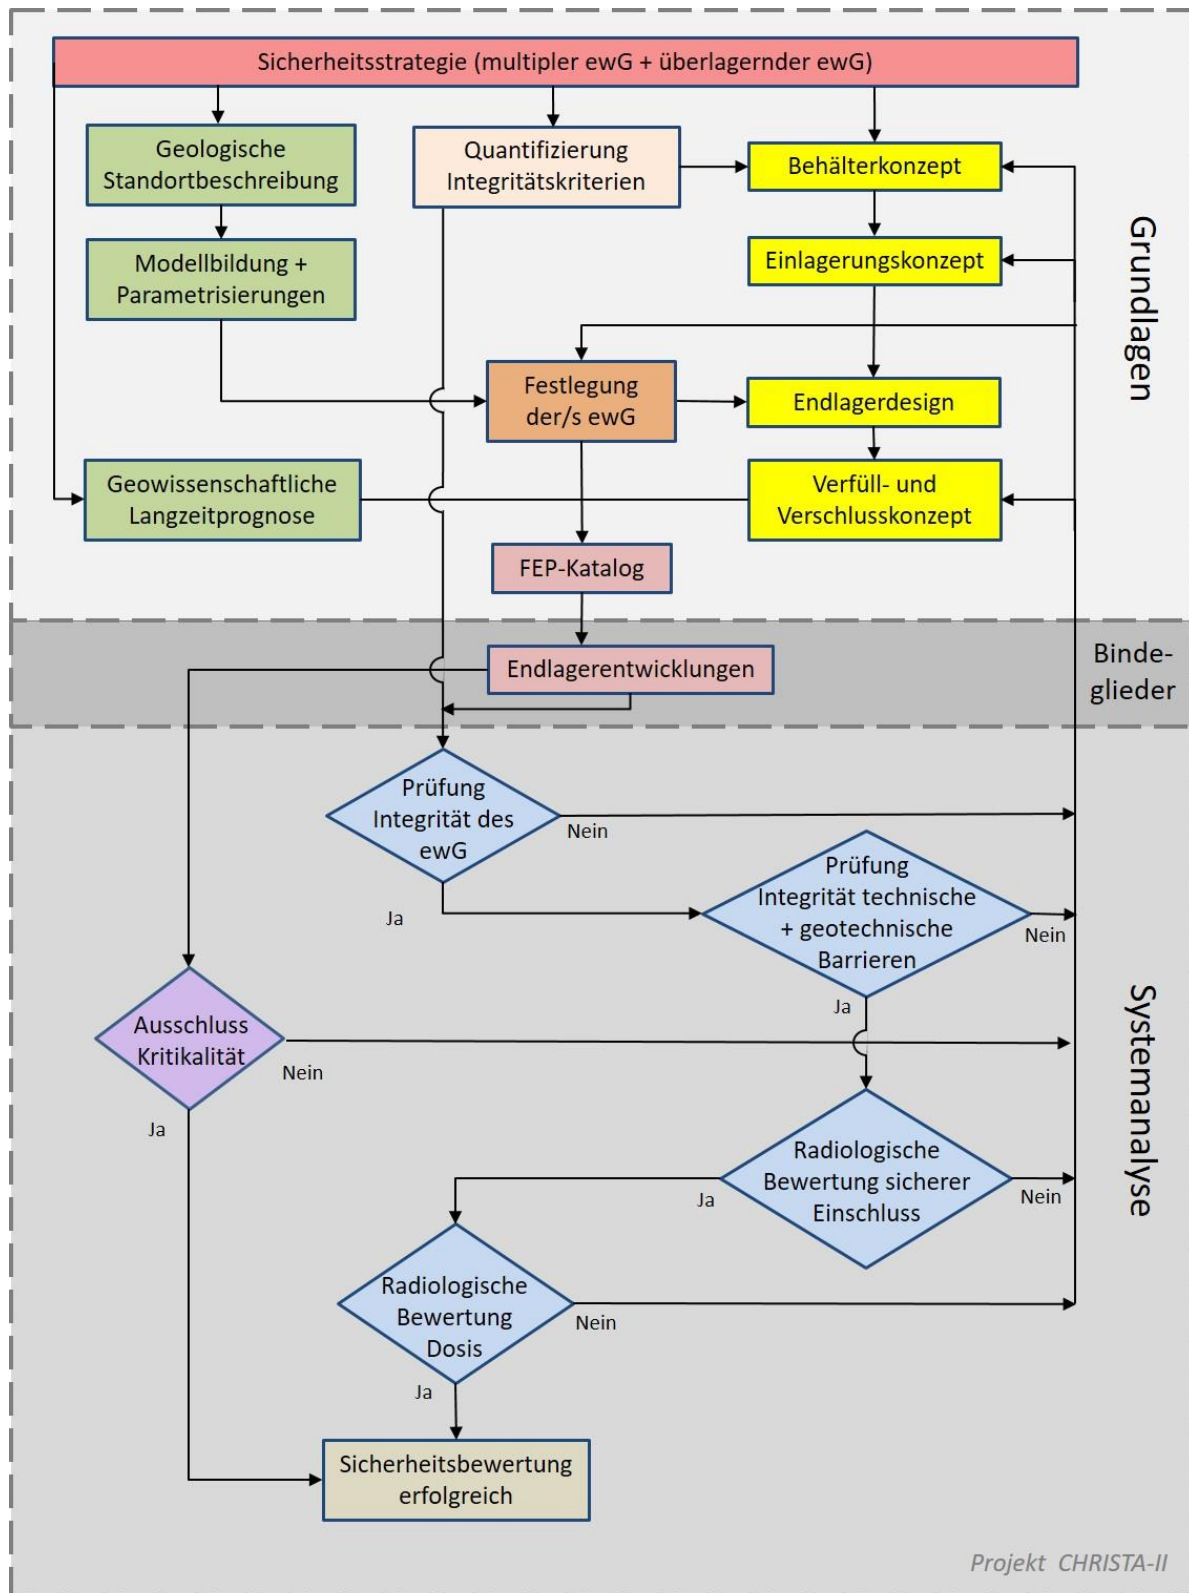 Sicherheitsstrategie (multipler ewG + überlagernder ewG)
Geologische
Standortbeschreibung
Quantifizierung
Integritätskriterien
Behälterkonzept
Modellbildung +
Parametrisierungen
Einlagerungskonzept
Grundlagen
Festlegung
der/s ewG
Endlagerdesign
Geowissenschaftliche
Langzeitprognose
Verfüll- und
Verschlusskonzept
FEP-Katalog
Endlagerentwicklungen
Binde-
glieder
Prüfung
Integrität des
ewG
Nein
Ja
Prüfung
Integrität technische
+ geotechnische
Barrieren
Nein
Ja
Ausschluss
Kritikalität
Nein
Ja
Systemanalyse
Radiologische
Bewertung sicherer
Einschluss
Ja
Nein
Radiologische
Bewertung
Dosis
Nein
Ja
Sicherheitsbewertung
erfolgreich
Projekt CHRISTA-II